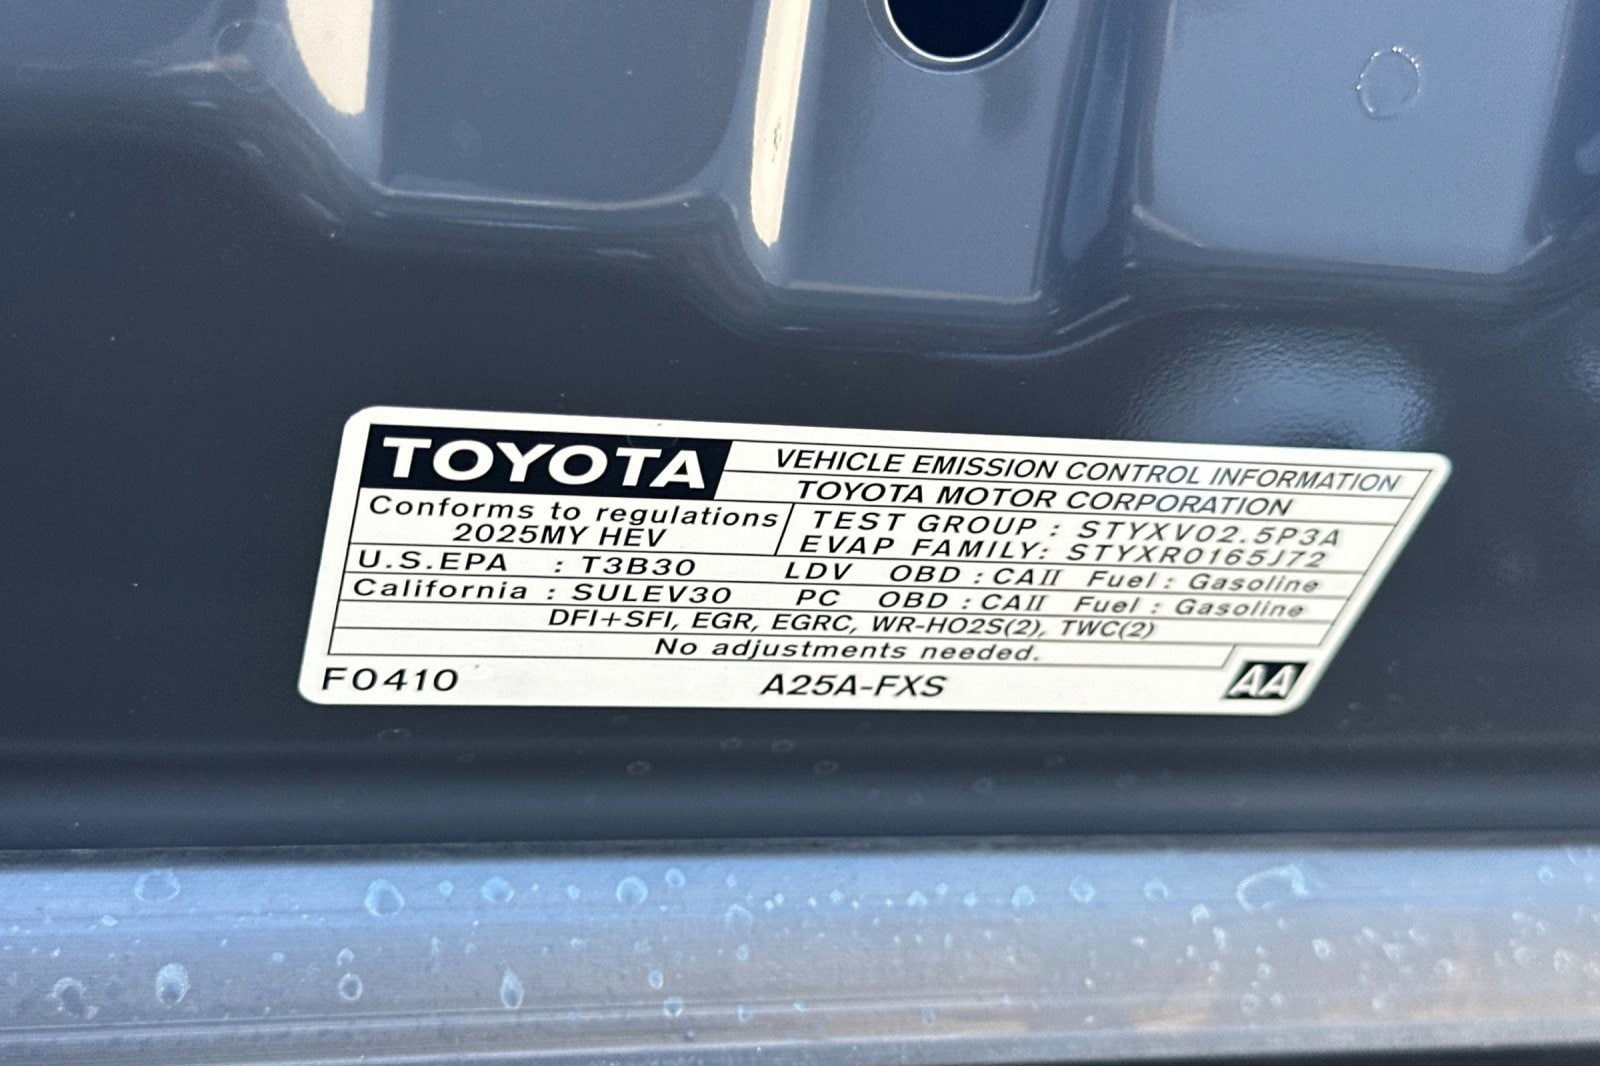 TOYOTA
VEHICLE EMISSION CONTROL INFORMATION
TOYOTA MOTOR CORPORATION
Conforms to regulations
2025MY HEV
TEST GROUP : STYXV02.5P3A
EVAP FAMILY: STYXR0165J72
U.S.EPA : T3B30 LDV OBD : CAII Fuel : Gasoline
California : SULEV30 PC OBD : CAII Fuel : Gasoline
DFI+SFI, EGR, EGRC, WR-HO2S(2), TWC(2)
No adjustments needed.
F0410 A25A-FXS AA